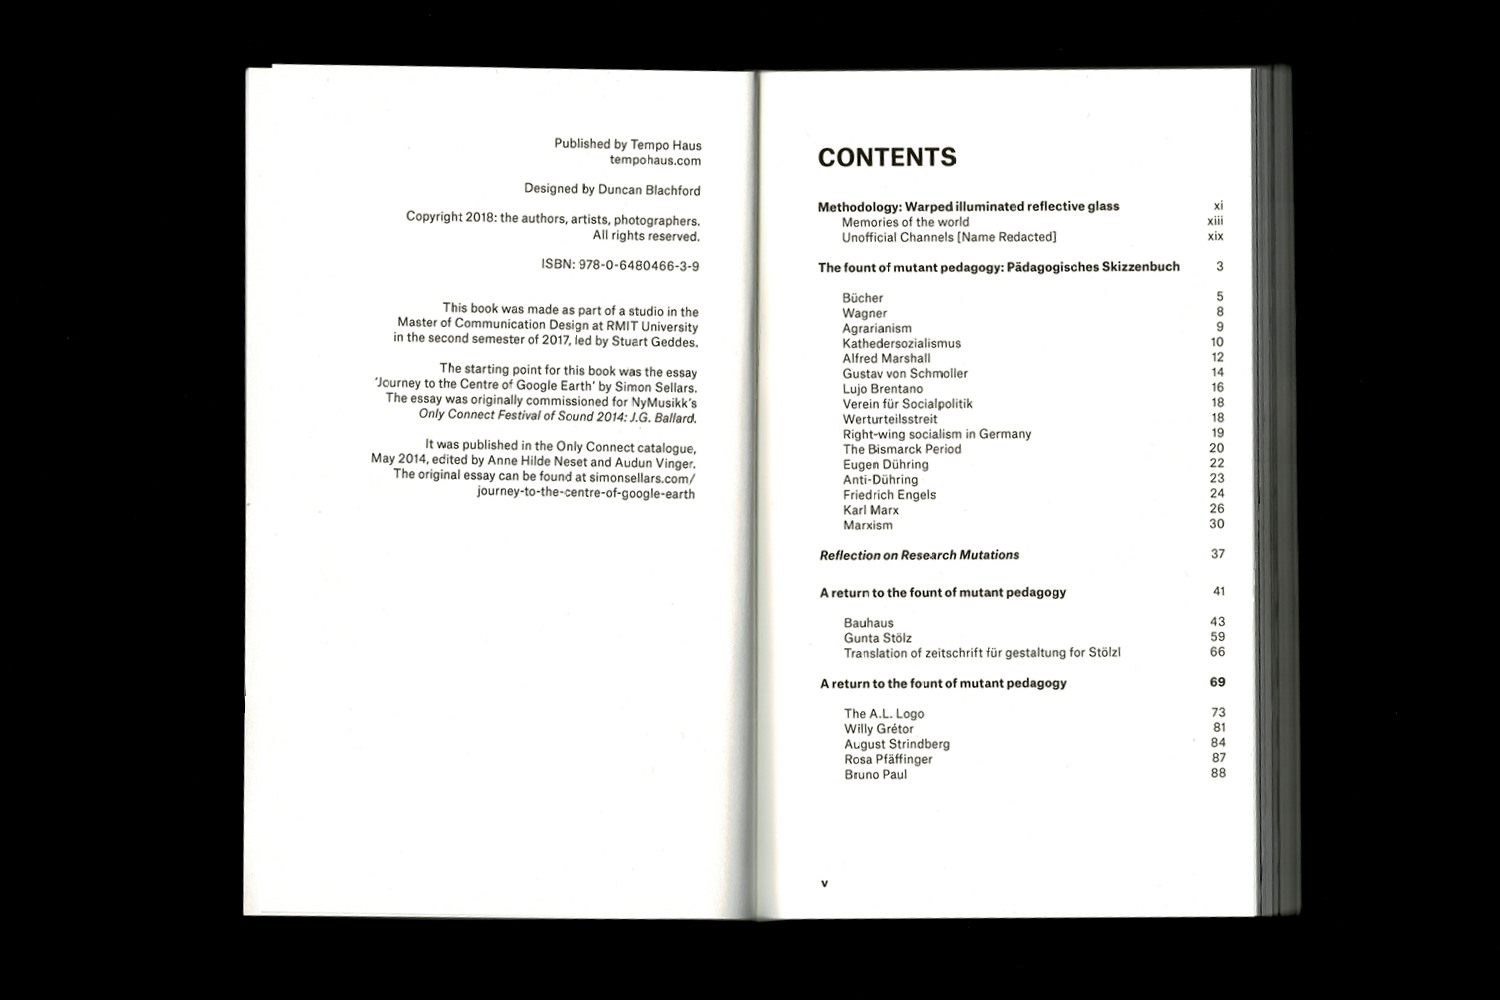 Published by Tempo Haus
tempohaus.com
Designed by Duncan Blachford
Copyright 2018: the authors, artists, photographers.
All rights reserved.
ISBN: 978-0-6480466-3-9
This book was made as part of a studio in the
Master of Communication Design at RMIT University
in the second semester of 2017, led by Stuart Geddes.
The starting point for this book was the essay
'Journey to the Centre of Google Earth' by Simon Sellars.
The essay was originally commissioned for NyMusikk's
Only Connect Festival of Sound 2014: J.G. Ballard.
It was published in the Only Connect catalogue,
May 2014, edited by Anne Hilde Neset and Audun Vinger.
The original essay can be found at simonsellars.com/
journey-to-the-centre-of-google-earth
CONTENTS
Methodology: Warped illuminated reflective glass xi
Memories of the world xiii
Unofficial Channels [Name Redacted] xix
The fount of mutant pedagogy: Pädagogisches Skizzenbuch 3
Bücher 5
Wagner 8
Agrarianism 9
Kathedersozialismus 10
Alfred Marshall 12
Gustav von Schmoller 14
Lujo Brentano 16
Verein für Socialpolitik 18
Werturteilsstreit 18
Right-wing socialism in Germany 19
The Bismarck Period 20
Eugen Dühring 22
Anti-Dühring 23
Friedrich Engels 24
Karl Marx 26
Marxism 30
Reflection on Research Mutations 37
A return to the fount of mutant pedagogy 41
Bauhaus 43
Gunta Stölz 59
Translation of zeitschrift für gestaltung for Stölzl 66
A return to the fount of mutant pedagogy 69
The A.L. Logo 73
Willy Grétor 81
August Strindberg 84
Rosa Pfäffinger 87
Bruno Paul 88
v